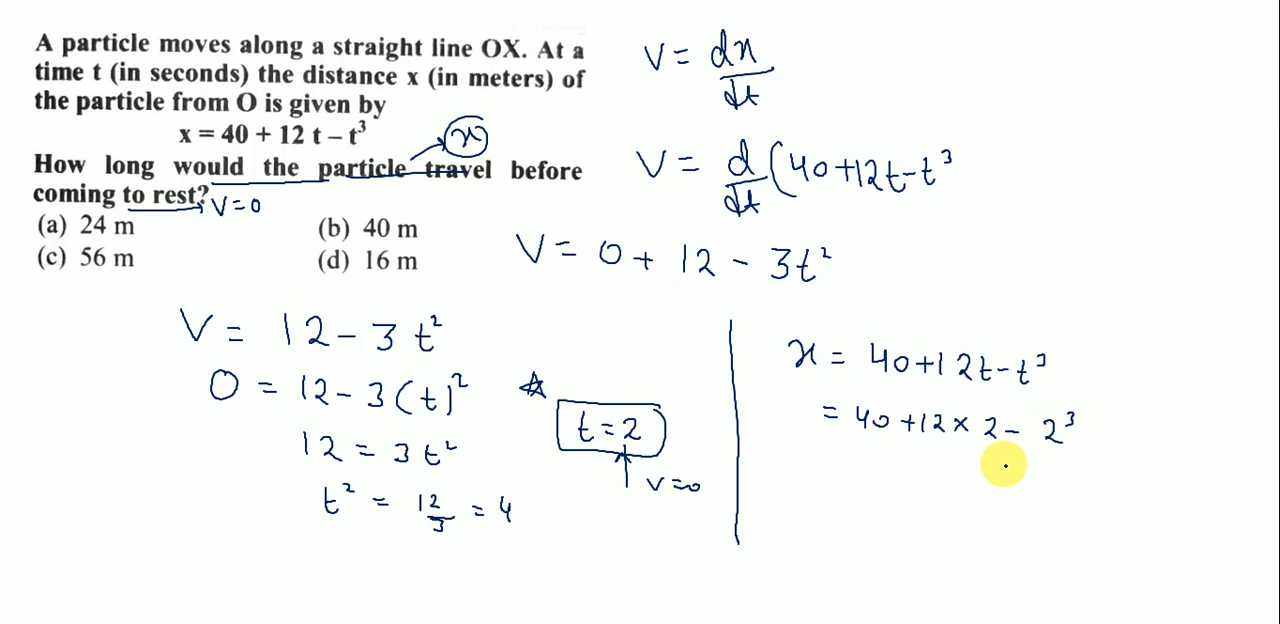 A particle moves along a straight line OX. At a
time t (in seconds) the distance x (in meters) of
the particle from O is given by
x = 40 + 12 t – t³
x
How long would the particle travel before
coming to rest? V=0
(a) 24 m (b) 40 m
(c) 56 m (d) 16 m
V = dx/dt
V = d/dt (40+12t-t³
V = 0 + 12 - 3t²
V = 12 - 3 t²
0 = 12 - 3(t)²
12 = 3t²
t² = 12/3 = 4
☆ t=2
↑ V=0
x = 40+12t-t³
= 40+12×2- 2³